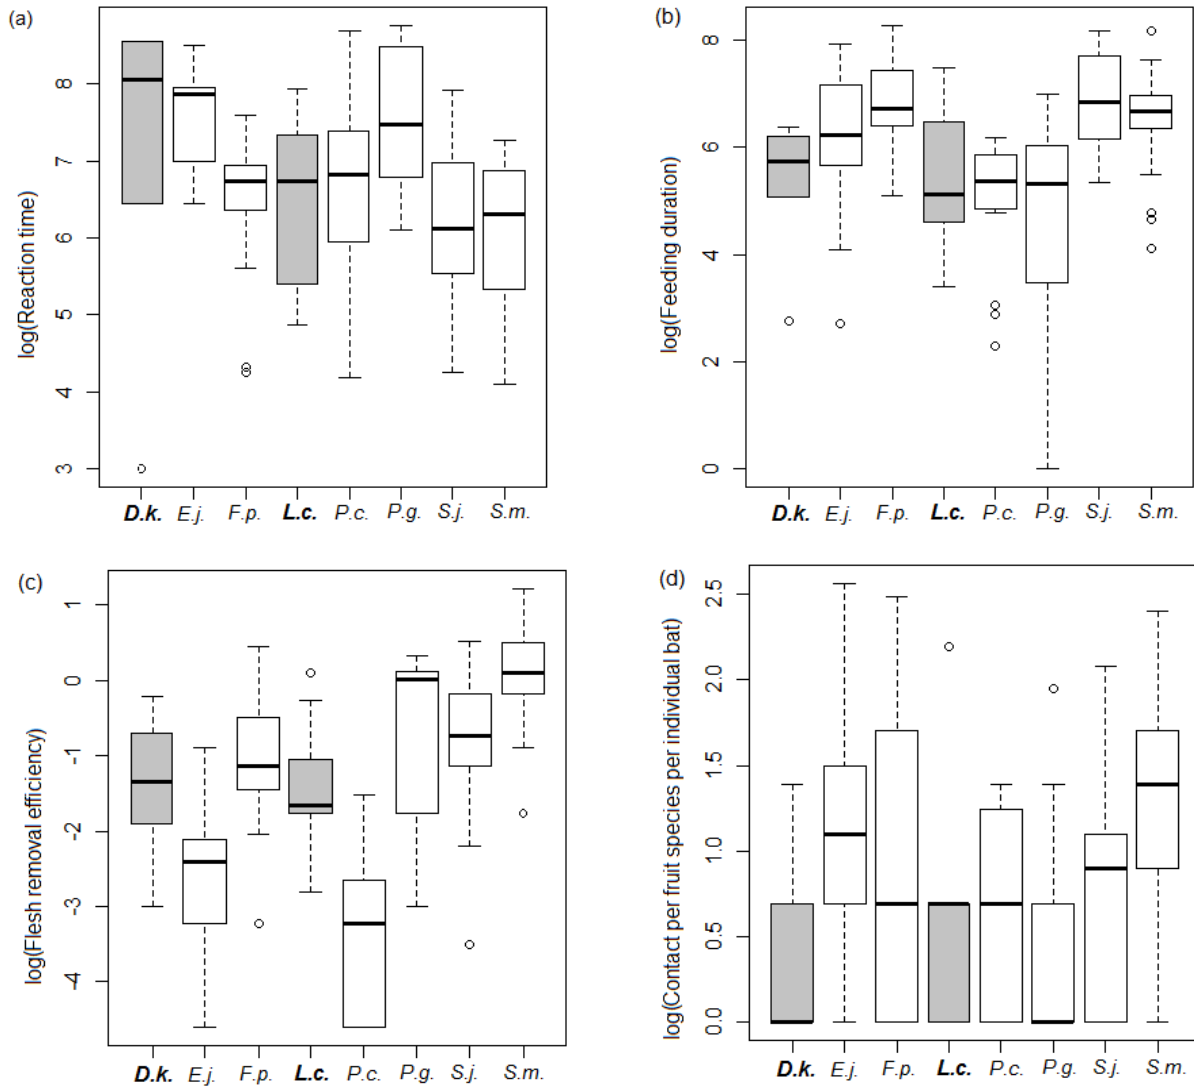 (a)
log(Reaction time)
8
7
6
5
4
3
D.k. E.j. F.p. L.c. P.c. P.g. S.j. S.m.
(b)
log(Feeding duration)
8
6
4
2
0
D.k. E.j. F.p. L.c. P.c. P.g. S.j. S.m.
(c)
log(Flesh removal efficiency)
1
0
-1
-2
-3
-4
D.k. E.j. F.p. L.c. P.c. P.g. S.j. S.m.
(d)
log(Contact per fruit species per individual bat)
2.5
2.0
1.5
1.0
0.5
0.0
D.k. E.j. F.p. L.c. P.c. P.g. S.j. S.m.